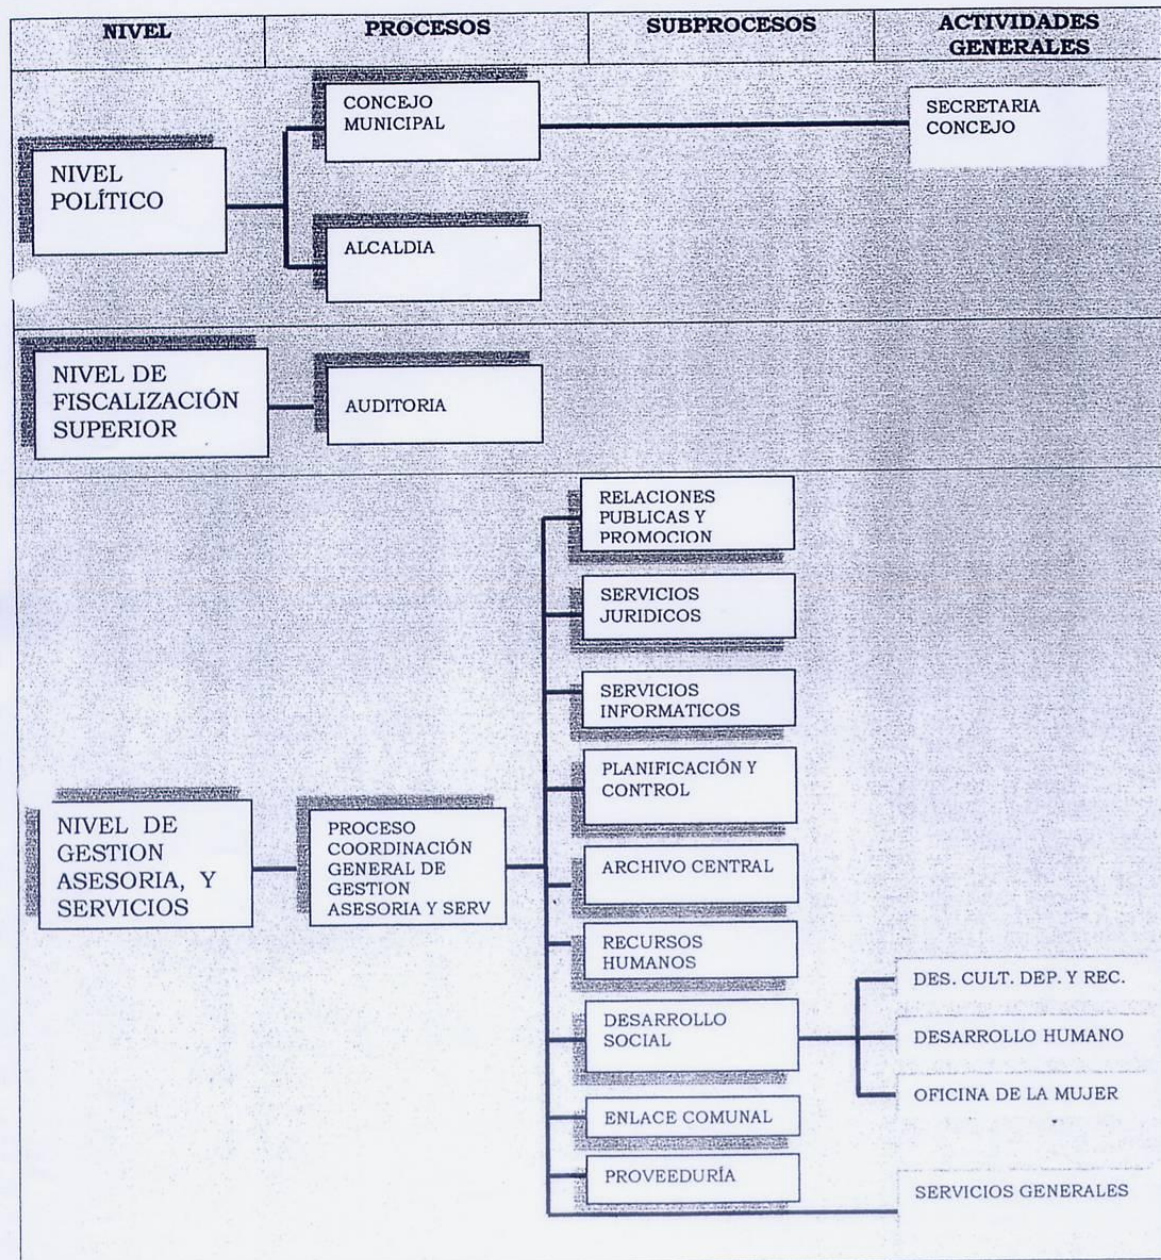 NIVEL
PROCESOS
SUBPROCESOS
ACTIVIDADES
GENERALES
CONCEJO
MUNICIPAL
SECRETARIA
CONCEJO
NIVEL
POLÍTICO
ALCALDIA
NIVEL DE
FISCALIZACIÓN
SUPERIOR
AUDITORIA
RELACIONES
PUBLICAS Y
PROMOCION
SERVICIOS
JURIDICOS
SERVICIOS
INFORMATICOS
PLANIFICACIÓN Y
CONTROL
NIVEL DE
GESTION
ASESORIA, Y
SERVICIOS
PROCESO
COORDINACIÓN
GENERAL DE
GESTION
ASESORIA Y SERV
ARCHIVO CENTRAL
RECURSOS
HUMANOS
DESARROLLO
SOCIAL
DES. CULT. DEP. Y REC.
DESARROLLO HUMANO
OFICINA DE LA MUJER
ENLACE COMUNAL
PROVEEDURÍA
SERVICIOS GENERALES